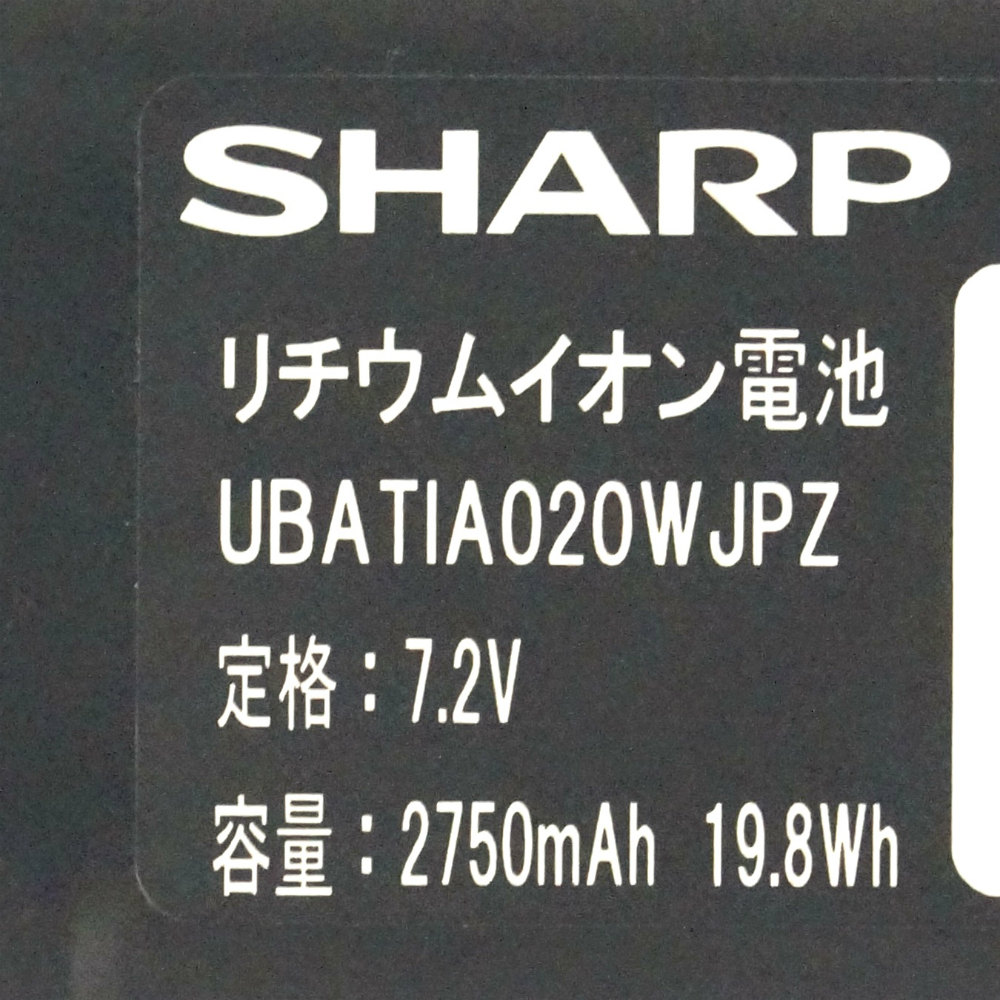 SHARP
リチウムイオン電池
UBATIA020WJPZ
定格：7.2V
容量：2750mAh 19.8Wh